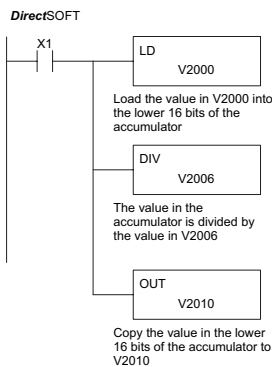 DirectSOFT
X1
LD
V2000
Load the value in V2000 into
the lower 16 bits of the
accumulator
DIV
V2006
The value in the
accumulator is divided by
the value in V2006
OUT
V2010
Copy the value in the lower
16 bits of the accumulator to
V2010